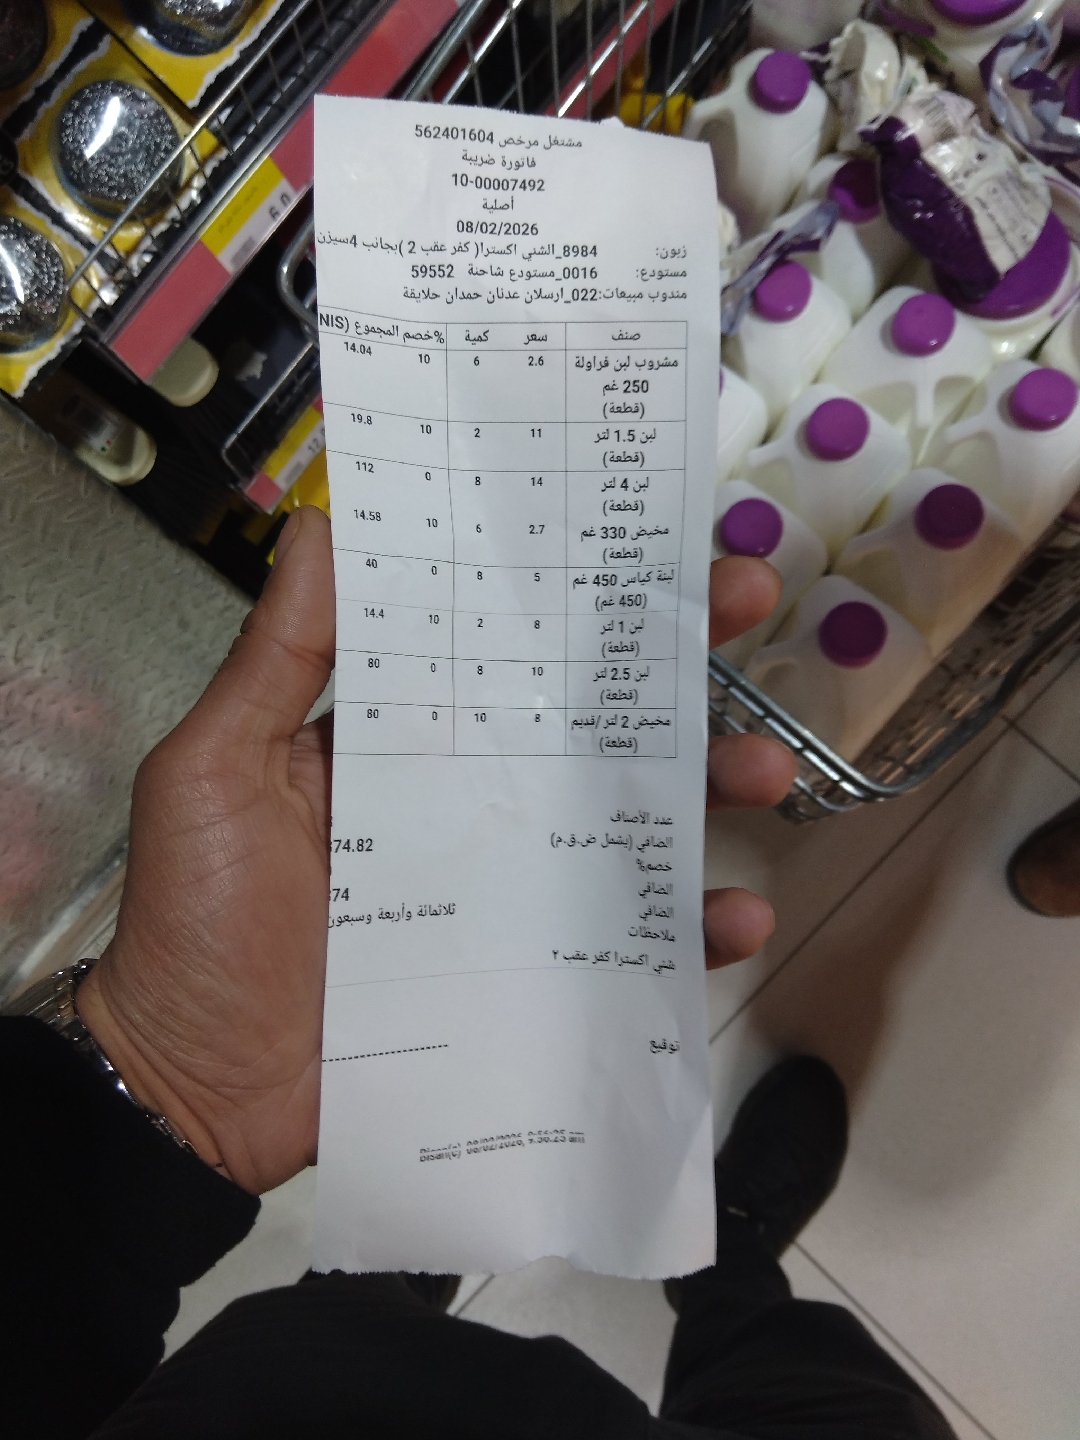 مشتغل مرخص 562401604
فاتورة ضريبة
10-00007492
أصلية
08/02/2026
زبون: 8984_الشني اكسترا( كفر عقب 2 )بجانب 4سيزن
مستودع: 0016_مستودع شاحنة 59552
مندوب مبيعات:022_ارسلان عدنان حمدان حلايقة
صنف سعر كمية خصم% المجموع (NIS
مشروب لبن فراولة 2.6 6 10 14.04
250 غم
(قطعة)
لبن 1.5 لتر 11 2 10 19.8
(قطعة)
لبن 4 لتر 14 8 0 112
(قطعة)
مخيض 330 غم 2.7 6 10 14.58
(قطعة)
لبنة كياس 450 غم 5 8 0 40
(450 غم)
لبن 1 لتر 8 2 10 14.4
(قطعة)
لبن 2.5 لتر 10 8 0 80
(قطعة)
مخيض 2 لتر /قديم 8 10 0 80
(قطعة)
عدد الأصناف
الصافي (يشمل ض.ق.م) 74.82
خصم%
الصافي 74
الصافي ثلاثمائة وأربعة وسبعون
ملاحظات
شني اكسترا كفر عقب ٢
توقيع
6.0